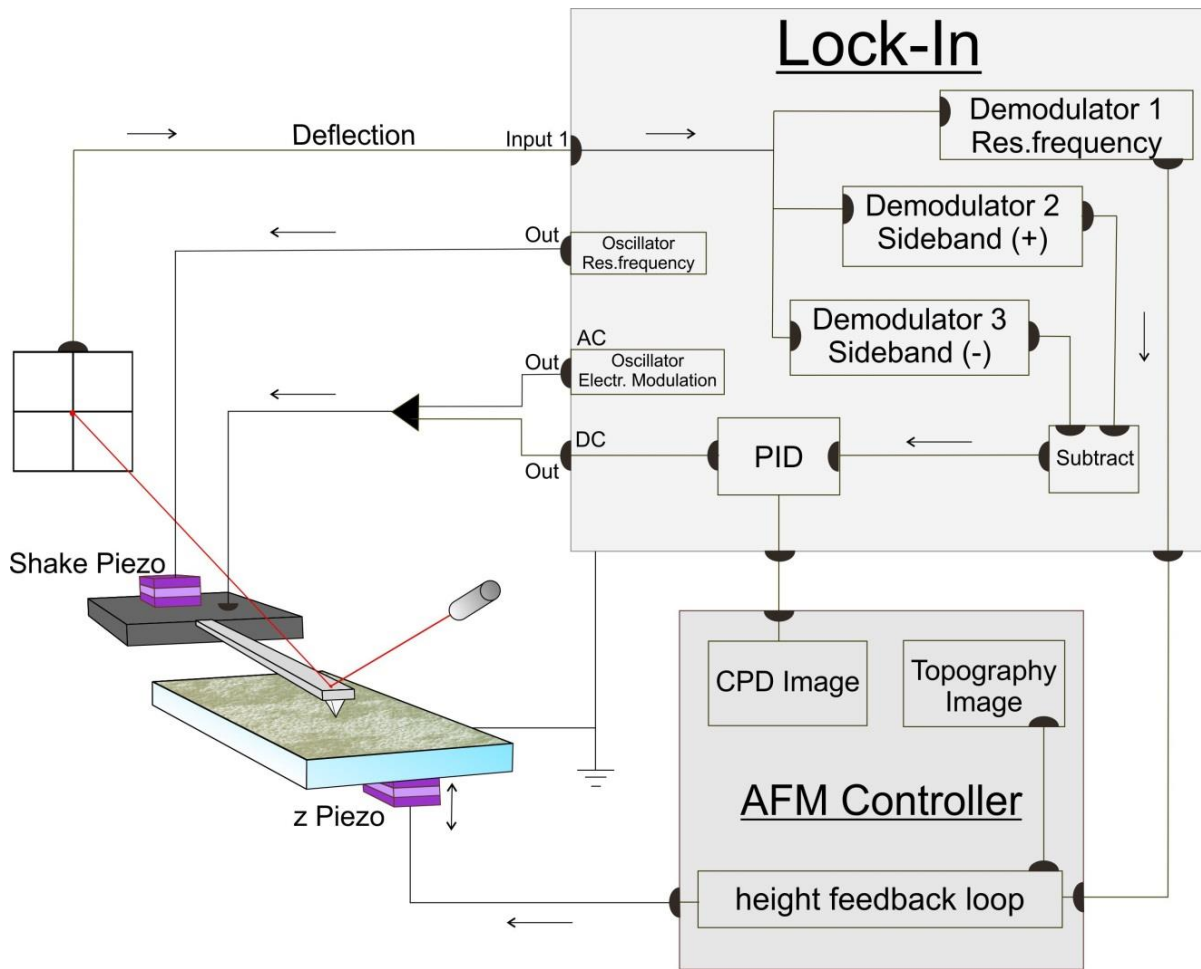 Lock-In
Demodulator 1
Res.frequency
Deflection
Input 1
Demodulator 2
Sideband (+)
Out
Oscillator
Res.frequency
Demodulator 3
Sideband (-)
AC
Out
Oscillator
Electr. Modulation
DC
Out
PID
Subtract
Shake Piezo
CPD Image
Topography
Image
z Piezo
AFM Controller
height feedback loop